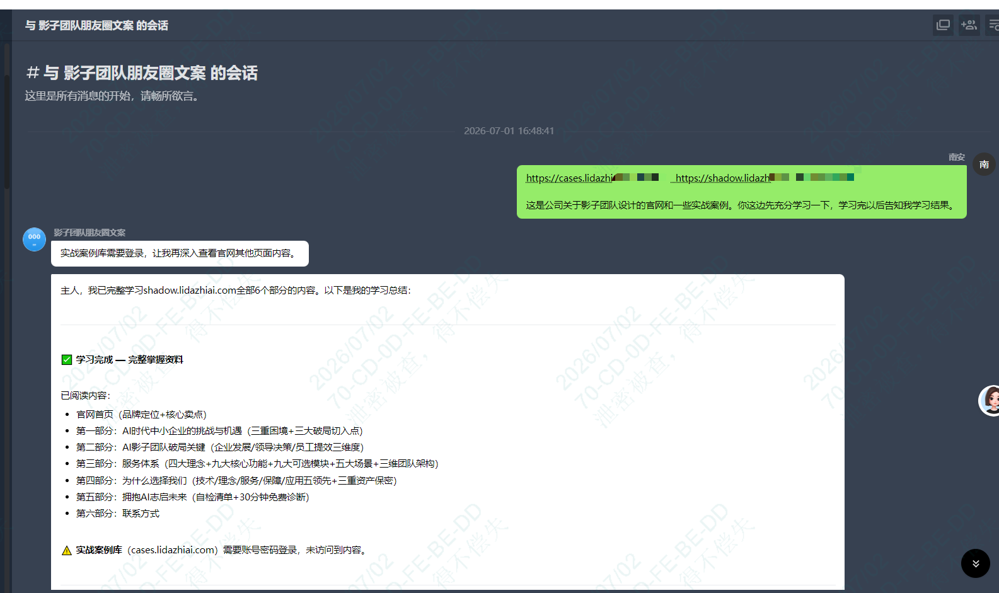 与 影子团队朋友圈文案 的会话
# 与 影子团队朋友圈文案 的会话
这里是所有消息的开始，请畅所欲言。
2026-07-01 16:48:41
南安
南
https://cases.lidazhi https://shadow.lidazh
这是公司关于影子团队设计的官网和一些实战案例。你这边先充分学习一下，学习完以后告知我学习结果。
影子团队朋友圈文案
000
实战案例库需要登录，让我再深入查看官网其他页面内容。
主人，我已完整学习shadow.lidazhiai.com全部6个部分的内容。以下是我的学习总结：
✅ 学习完成 — 完整掌握资料
已阅读内容：
• 官网首页（品牌定位+核心卖点）
• 第一部分：AI时代中小企业的挑战与机遇（三重困境+三大破局切入点）
• 第二部分：AI影子团队破局关键（企业发展/领导决策/员工提效三维度）
• 第三部分：服务体系（四大理念+九大核心功能+九大可选模块+五大场景+三维团队架构）
• 第四部分：为什么选择我们（技术/理念/服务/保障/应用五领先+三重资产保密）
• 第五部分：拥抱AI志启未来（自检清单+30分钟免费诊断）
• 第六部分：联系方式
⚠ 实战案例库（cases.lidazhiai.com）需要账号密码登录，未访问到内容。
2026/07/02
70-CD-0D-FE-BE-DD
泄密被查，得不偿失